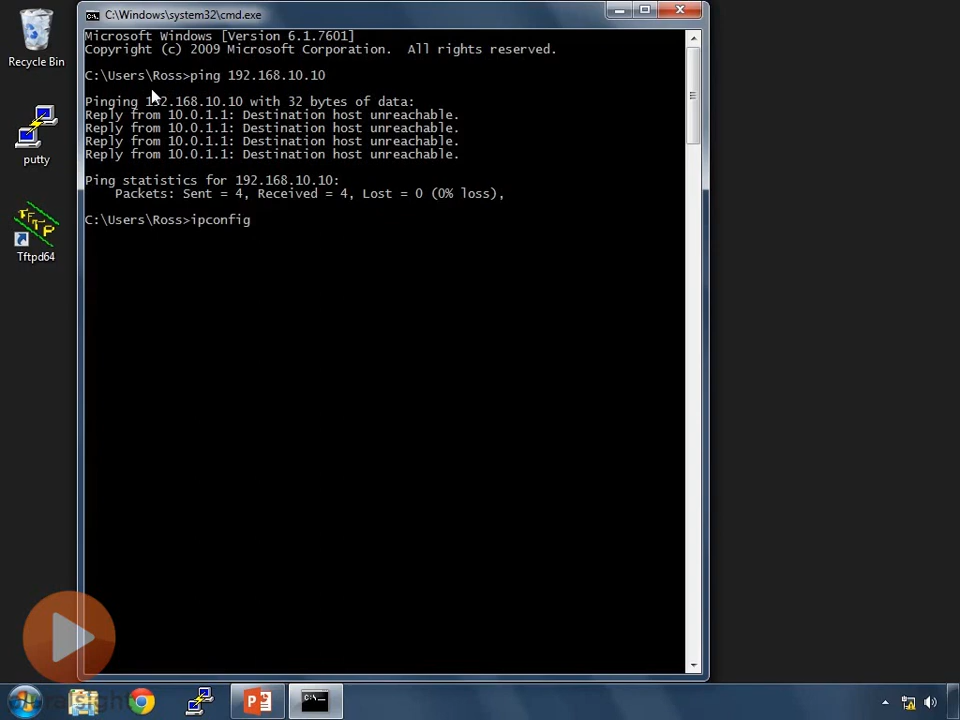 C:\Windows\system32\cmd.exe
Recycle Bin
putty
TFTP
Tftpd64
Microsoft Windows [Version 6.1.7601]
Copyright (c) 2009 Microsoft Corporation.  All rights reserved.
C:\Users\Ross>ping 192.168.10.10
Pinging 192.168.10.10 with 32 bytes of data:
Reply from 10.0.1.1: Destination host unreachable.
Reply from 10.0.1.1: Destination host unreachable.
Reply from 10.0.1.1: Destination host unreachable.
Reply from 10.0.1.1: Destination host unreachable.
Ping statistics for 192.168.10.10:
    Packets: Sent = 4, Received = 4, Lost = 0 (0% loss),
C:\Users\Ross>ipconfig
pluralsight